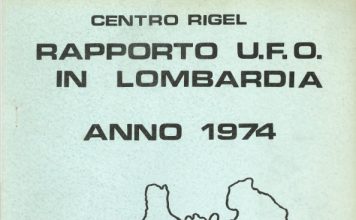 CENTRO RIGEL
RAPPORTO U.F.O.
IN LOMBARDIA
ANNO 1974